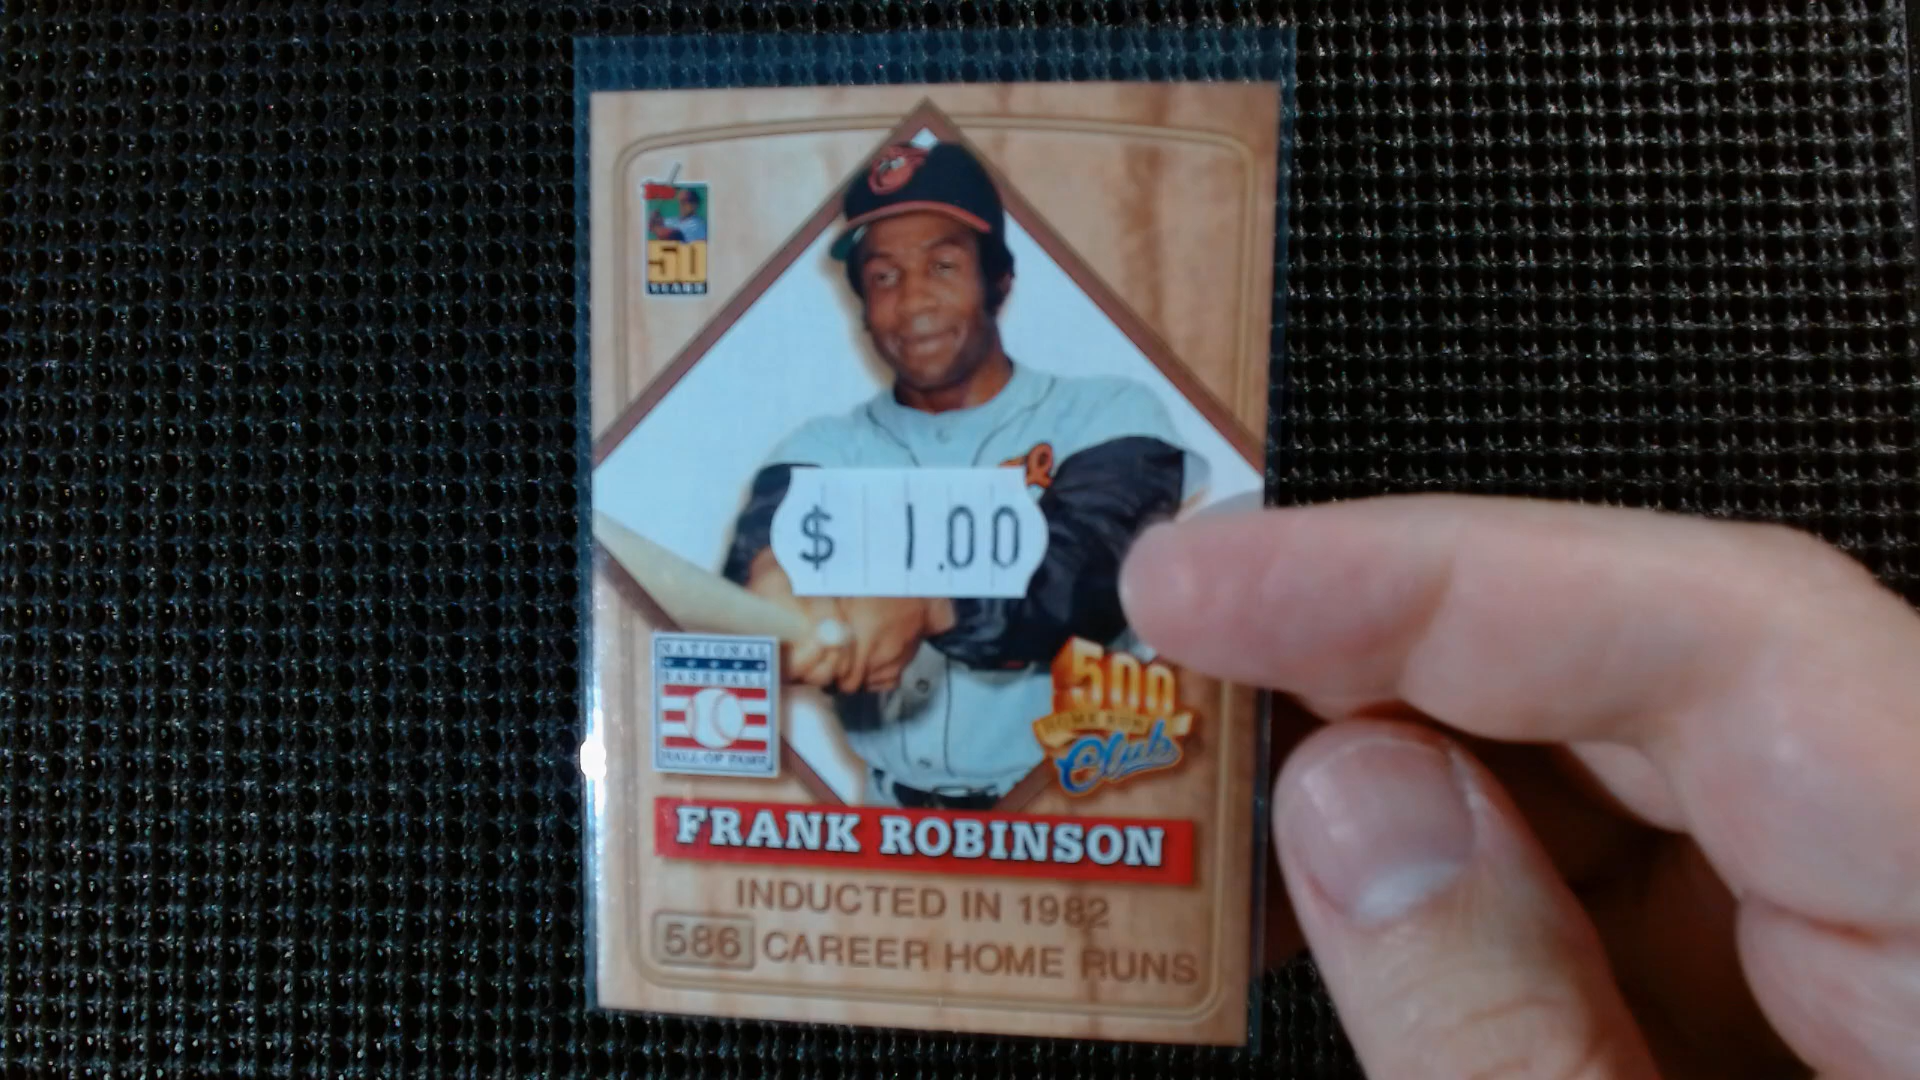 50
YEARS
$ 1.00
NATIONAL
BASEBALL
HALL OF FAME
500
HOME RUN
Club
FRANK ROBINSON
INDUCTED IN 1982
586 CAREER HOME RUNS